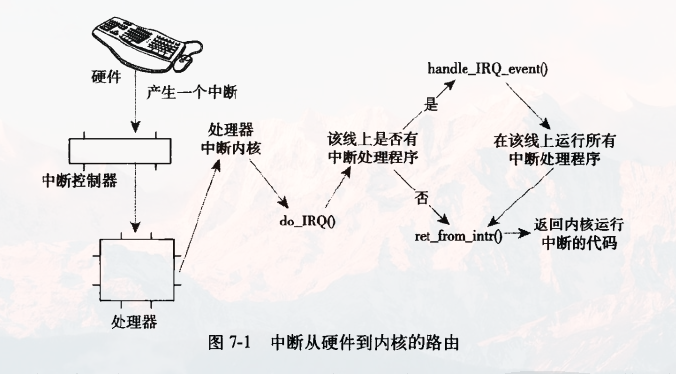 硬件
产生一个中断
中断控制器
处理器
处理器
中断内核
do_IRQ()
该线上是否有
中断处理程序
是
handle_IRQ_event()
在该线上运行所有
中断处理程序
否
ret_from_intr()
返回内核运行
中断的代码
图 7-1 中断从硬件到内核的路由